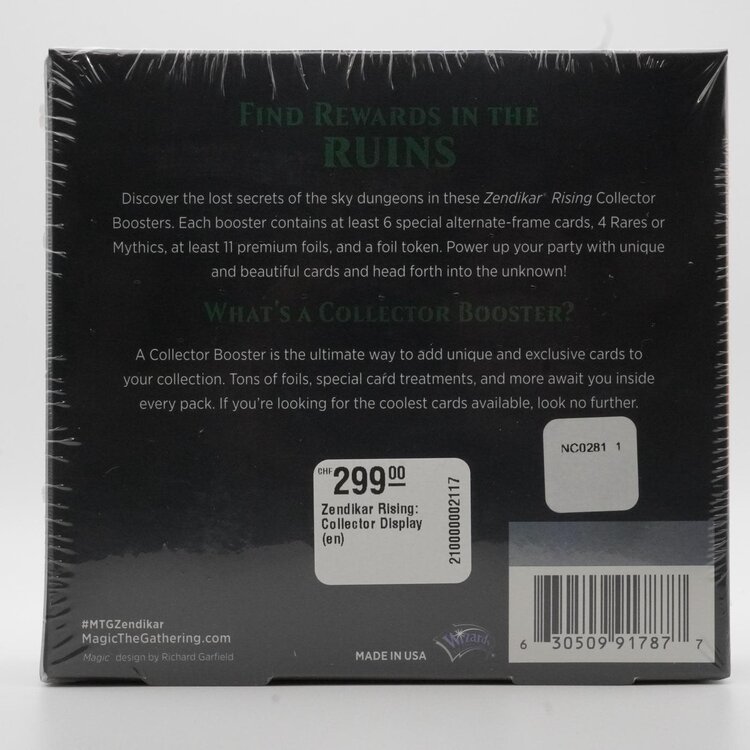 FIND REWARDS IN THE
RUINS
Discover the lost secrets of the sky dungeons in these Zendikar® Rising Collector
Boosters. Each booster contains at least 6 special alternate-frame cards, 4 Rares or
Mythics, at least 11 premium foils, and a foil token. Power up your party with unique
and beautiful cards and head forth into the unknown!
WHAT'S A COLLECTOR BOOSTER?
A Collector Booster is the ultimate way to add unique and exclusive cards to
your collection. Tons of foils, special card treatments, and more await you inside
every pack. If you're looking for the coolest cards available, look no further.
NC0281 1
CHF 299 00
Zendikar Rising:
Collector Display
(en)
210000002117
#MTGZendikar
MagicTheGathering.com
Magic design by Richard Garfield
MADE IN USA
Wizards
6 30509 91787 7